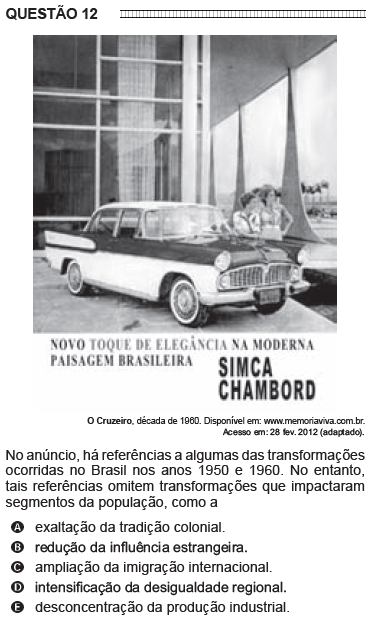 QUESTÃO 12
NOVO TOQUE DE ELEGÂNCIA NA MODERNA
PAISAGEM BRASILEIRA
SIMCA
CHAMBORD
O Cruzeiro, década de 1960. Disponível em: www.memoriaviva.com.br.
Acesso em: 28 fev. 2012 (adaptado).
No anúncio, há referências a algumas das transformações
ocorridas no Brasil nos anos 1950 e 1960. No entanto,
tais referências omitem transformações que impactaram
segmentos da população, como a
A exaltação da tradição colonial.
B redução da influência estrangeira.
C ampliação da imigração internacional.
D intensificação da desigualdade regional.
E desconcentração da produção industrial.